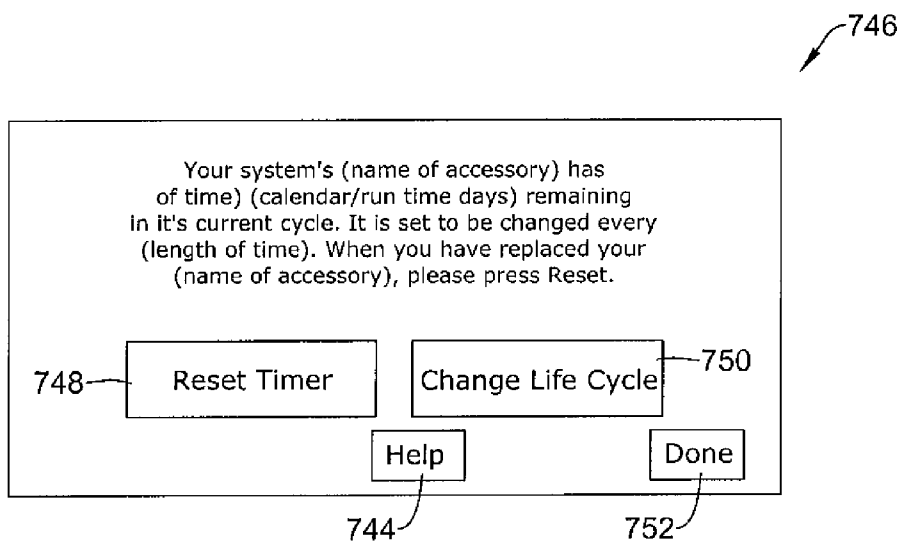 746
Your system's (name of accessory) has
of time) (calendar/run time days) remaining
in it's current cycle. It is set to be changed every
(length of time). When you have replaced your
(name of accessory), please press Reset.
748 Reset Timer Change Life Cycle 750
Help Done
744 752